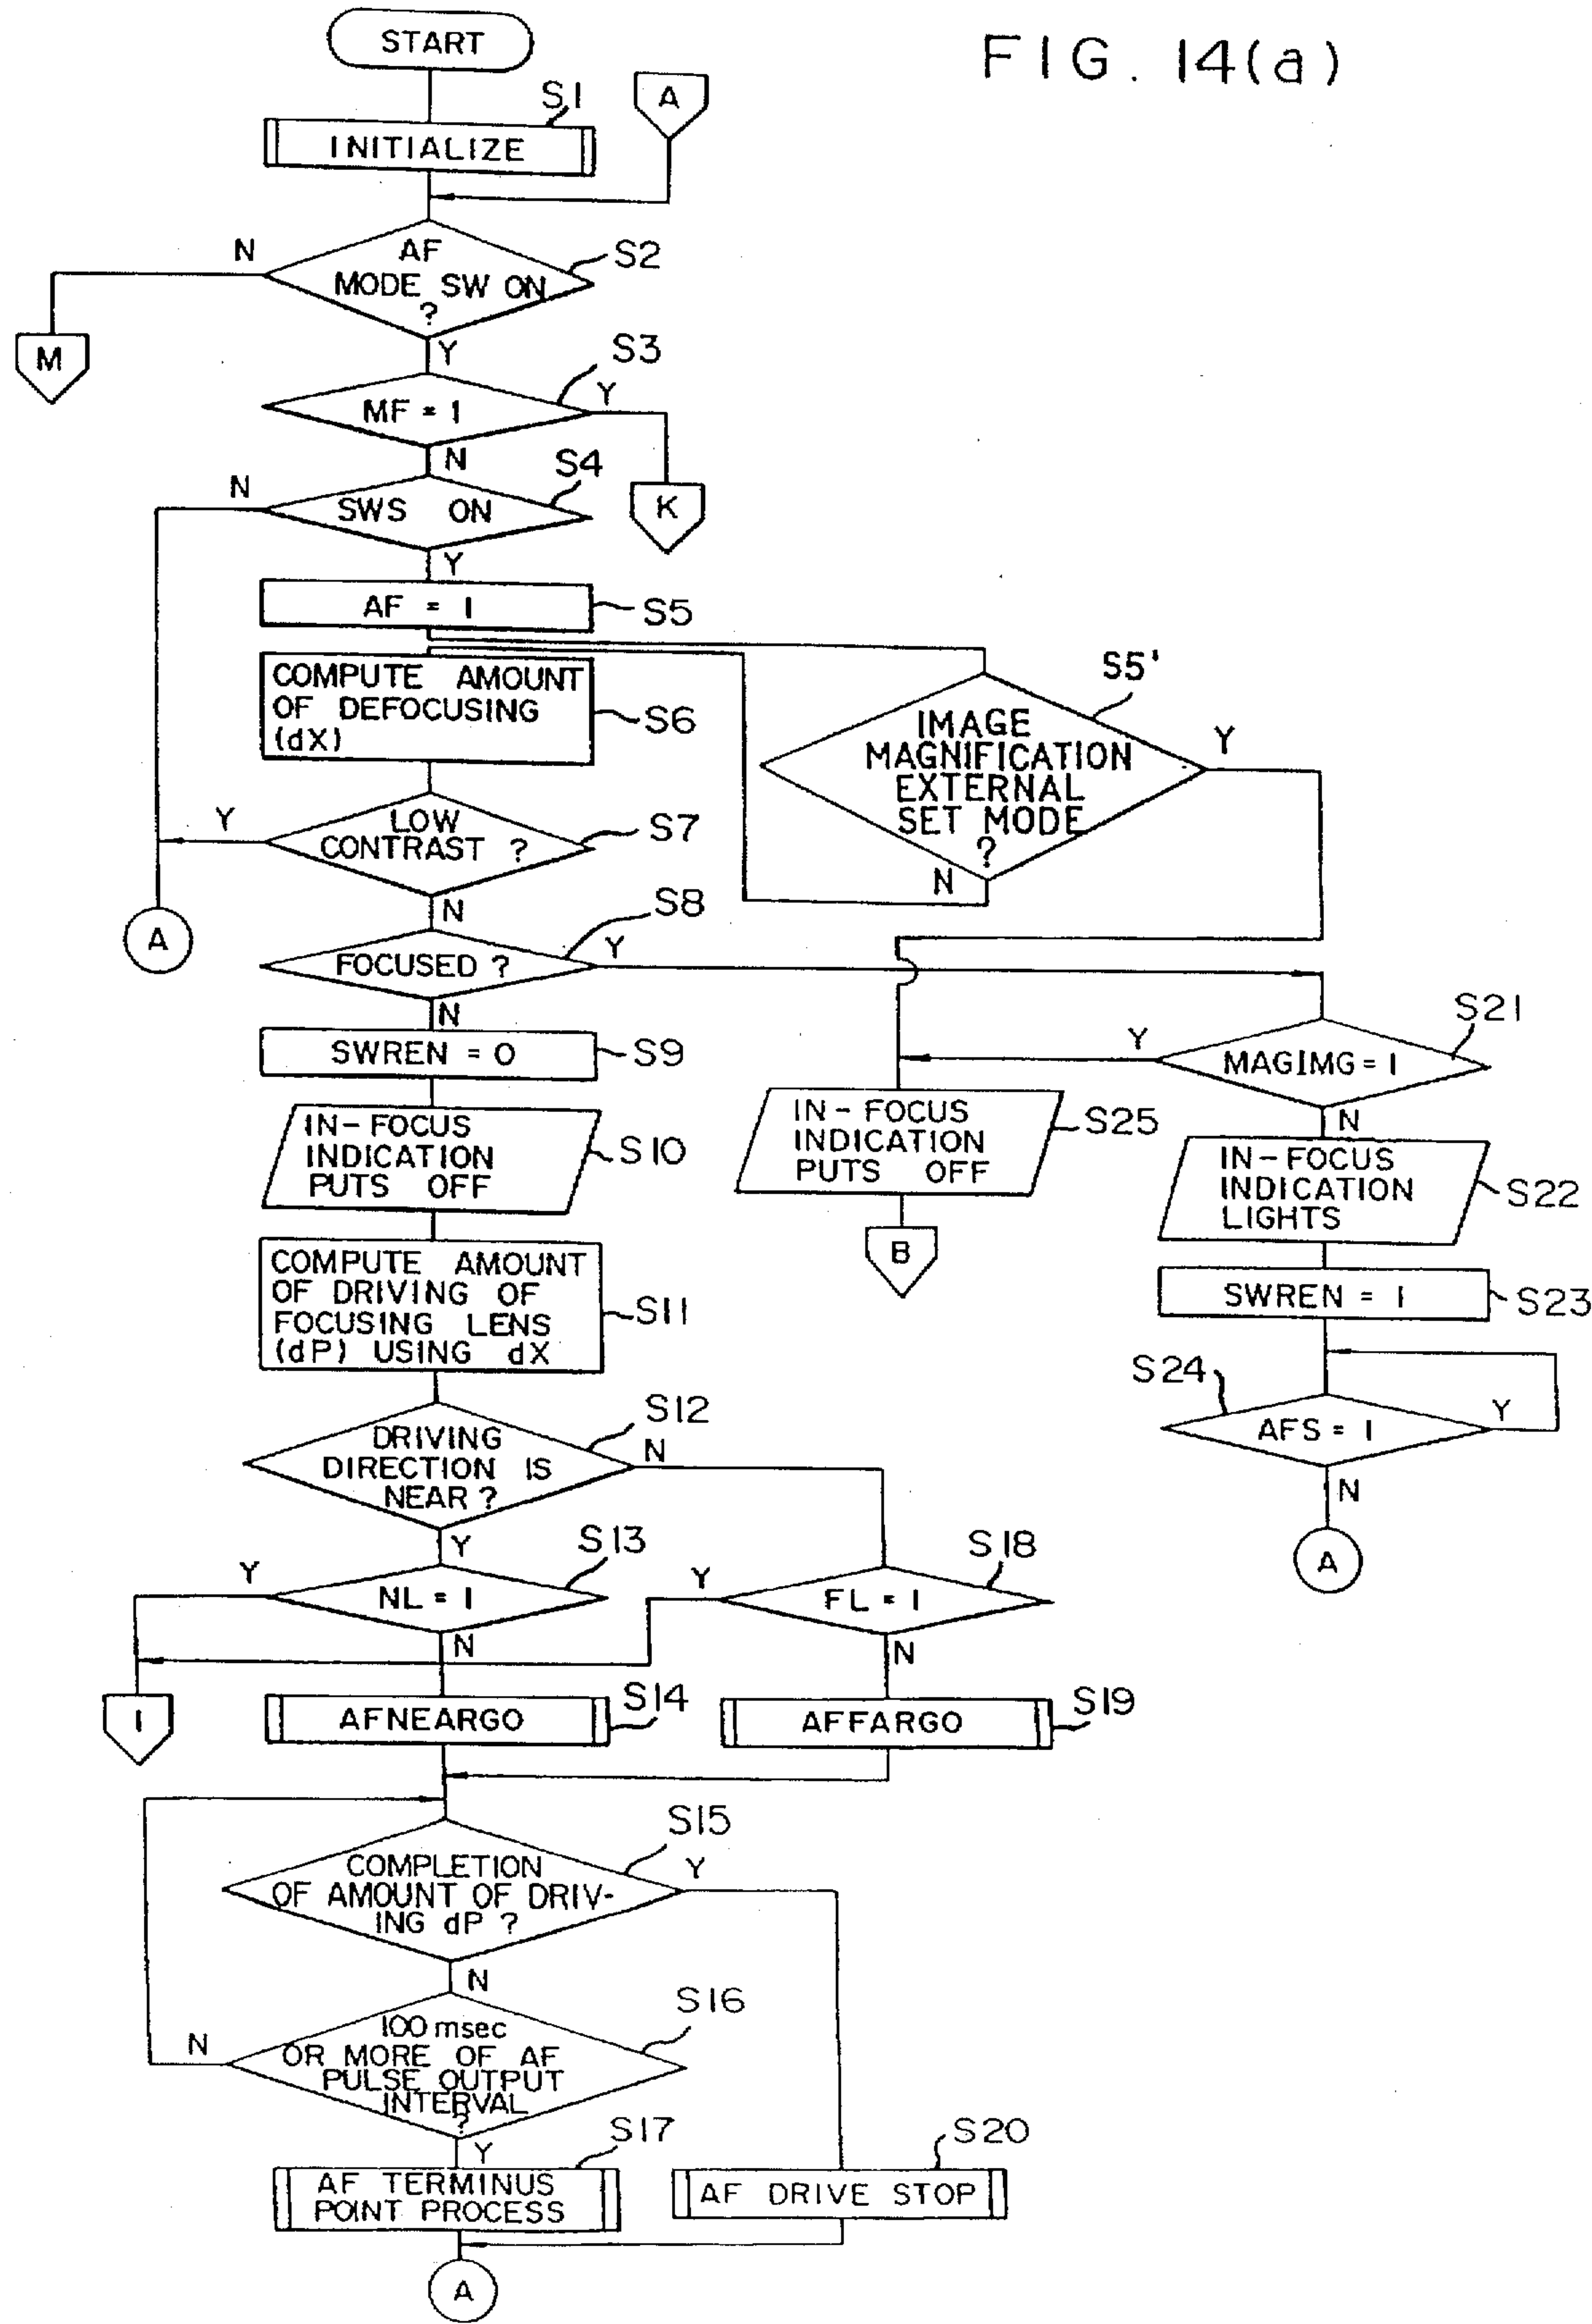 FIG. 14(a)
START
A
S1
INITIALIZE
N
AF
MODE SW ON
?
S2
M
Y
S3
MF = 1
Y
K
N
S4
N
SWS ON
Y
AF = 1
S5
COMPUTE AMOUNT
OF DEFOCUSING
(dX)
S6
S5'
IMAGE
MAGNIFICATION
EXTERNAL
SET MODE
?
Y
N
Y
LOW
CONTRAST ?
S7
A
N
S8
FOCUSED ?
Y
N
SWREN = 0
S9
S21
Y
MAGIMG = 1
N
IN-FOCUS
INDICATION
PUTS OFF
S10
IN-FOCUS
INDICATION
PUTS OFF
S25
B
IN-FOCUS
INDICATION
LIGHTS
S22
SWREN = 1
S23
COMPUTE AMOUNT
OF DRIVING OF
FOCUSING LENS
(dP) USING dX
S11
S24
AFS = 1
Y
N
A
S12
DRIVING
DIRECTION IS
NEAR ?
N
Y
S13
Y
NL = 1
N
S18
Y
FL = 1
N
I
AFNEARGO
S14
AFFARGO
S19
S15
COMPLETION
OF AMOUNT OF DRIV-
ING dP ?
Y
N
S16
100 msec
OR MORE OF AF
PULSE OUTPUT
INTERVAL
?
N
Y
S17
AF TERMINUS
POINT PROCESS
S20
AF DRIVE STOP
A